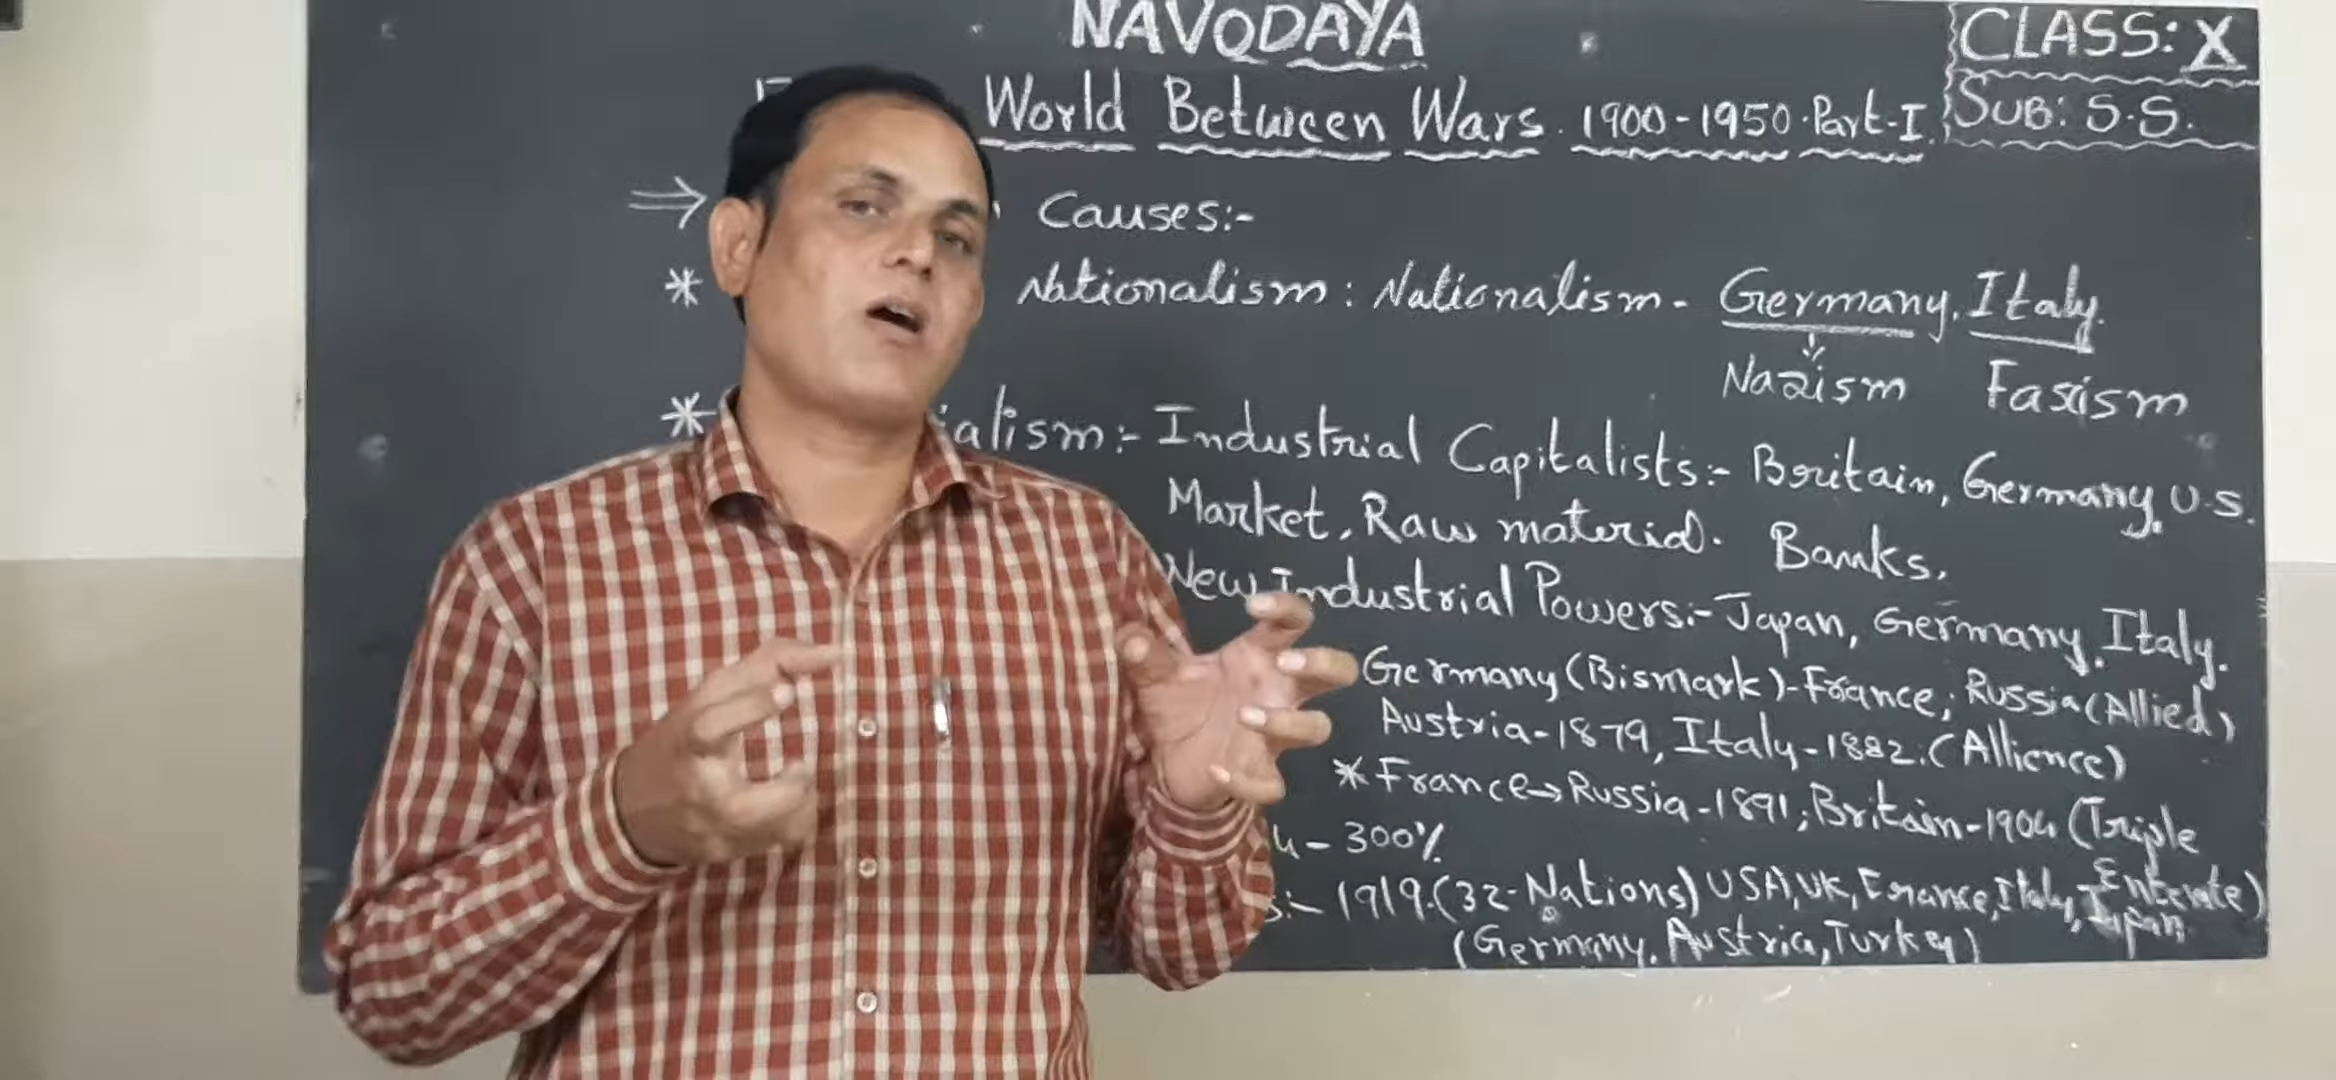 NAVODAYA
CLASS: X
World Between Wars. 1900-1950. Part-I.
SUB: S.S.
⇒ Causes:-
* Nationalism: Nationalism - Germany, Italy.
Nazism Fascism
* ialism:- Industrial Capitalists:- Britain, Germany, U.S.
Market, Raw material. Banks.
New Industrial Powers:- Japan, Germany, Italy.
Germany (Bismark)-France; Russia (Allied)
Austria-1879, Italy-1882. (Allience)
* France→Russia-1891; Britain-1904 (Triple
Entente)
4-300%
s:- 1919. (32-Nations) USA, UK, France, Italy, Japan
(Germany, Austria, Turkey)